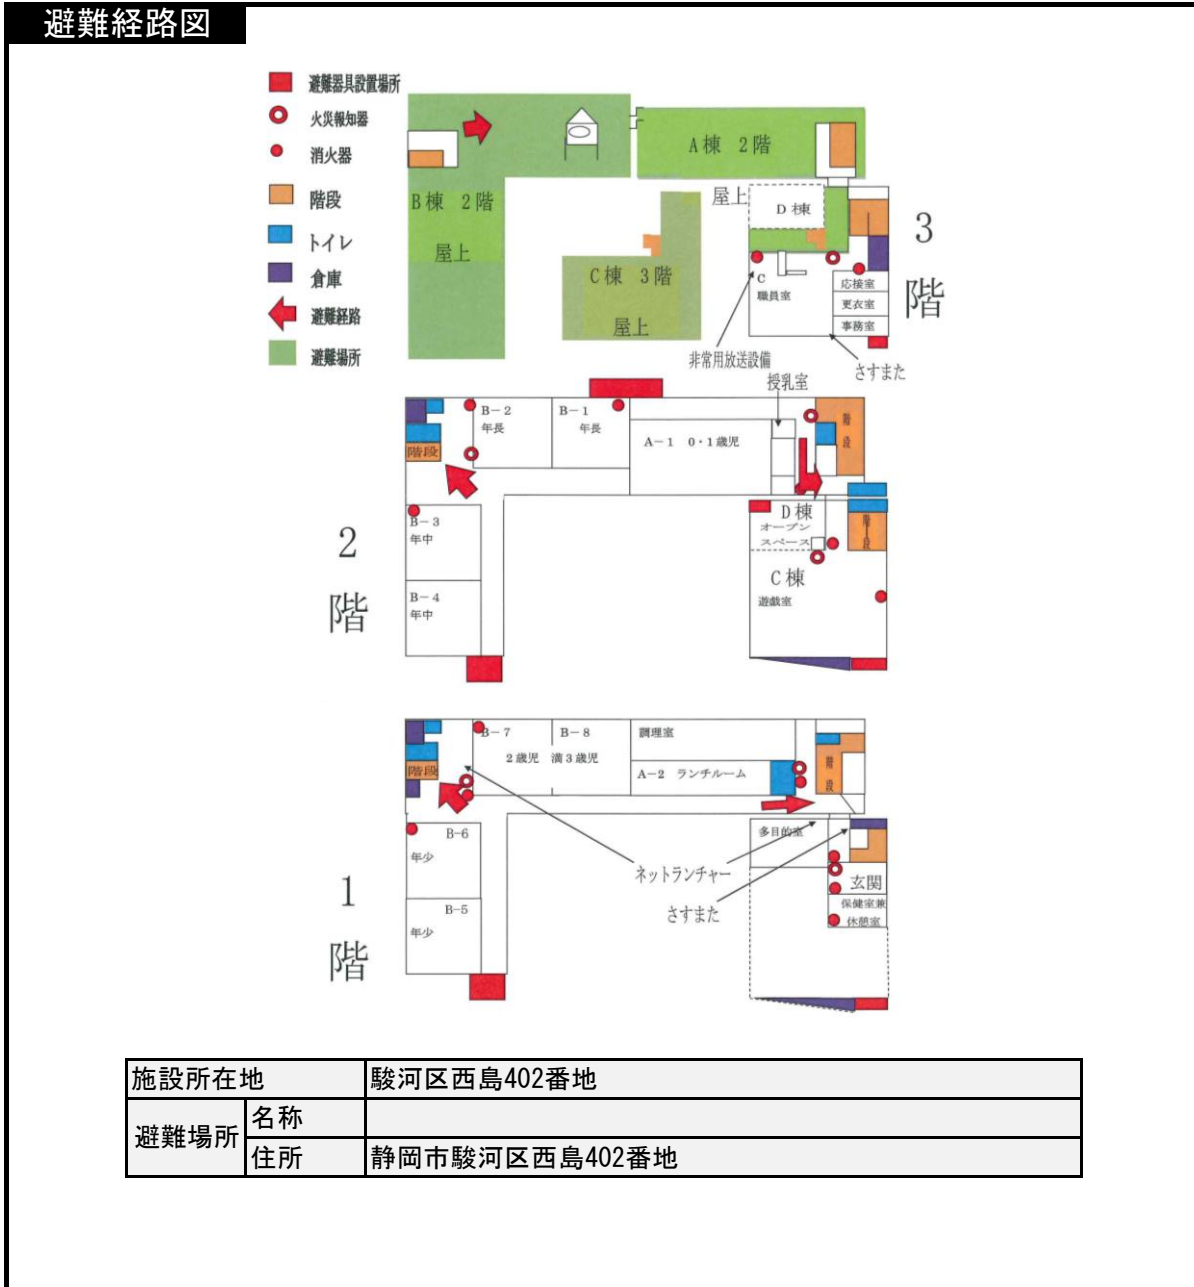 避難経路図
避難器具設置場所
火災報知器
消火器
階段
トイレ
倉庫
避難経路
避難場所
A棟 2階
屋上
B棟 2階
屋上
C棟 3階
屋上
D棟
C
職員室
応接室
更衣室
事務室
3
階
非常用放送設備
さすまた
授乳室
B－2
年長
B－1
年長
A－1 0・1歳児
階段
階段
B－3
年中
B－4
年中
D棟
オープン
スペース
階段
C棟
遊戯室
2
階
B－7
B－8
2歳児 満3歳児
調理室
A－2 ランチルーム
階段
階段
B-6
年少
B-5
年少
多目的室
ネットランチャー
さすまた
玄関
保健室兼
休憩室
1
階
施設所在地 駿河区西島402番地
避難場所 名称
住所 静岡市駿河区西島402番地